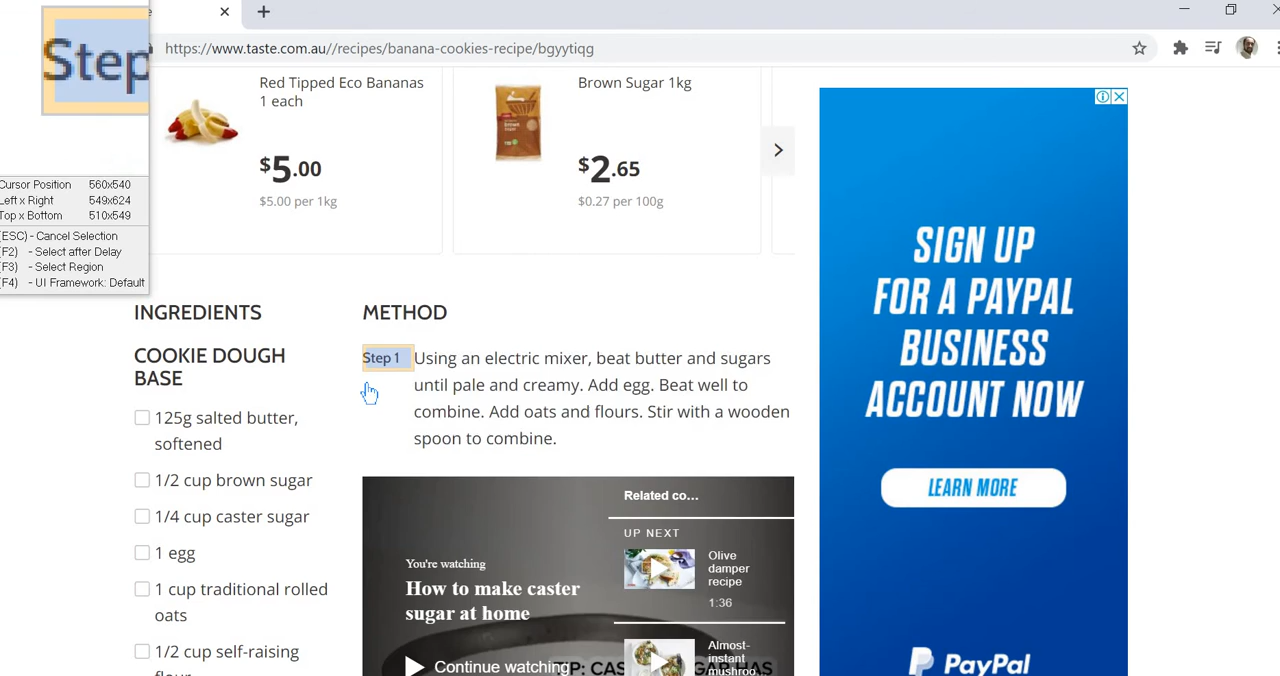 e
https://www.taste.com.au//recipes/banana-cookies-recipe/bgyytiqg
Step
Cursor Position 560x540
Left x Right 549x624
Top x Bottom 510x549
(ESC) - Cancel Selection
(F2) - Select after Delay
(F3) - Select Region
(F4) - UI Framework: Default
Red Tipped Eco Bananas
1 each
$5.00
$5.00 per 1kg
Brown Sugar 1kg
$2.65
$0.27 per 100g
INGREDIENTS
COOKIE DOUGH
BASE
125g salted butter,
softened
1/2 cup brown sugar
1/4 cup caster sugar
1 egg
1 cup traditional rolled
oats
1/2 cup self-raising
flour
METHOD
Step 1 Using an electric mixer, beat butter and sugars
until pale and creamy. Add egg. Beat well to
combine. Add oats and flours. Stir with a wooden
spoon to combine.
You're watching
How to make caster
sugar at home
Continue watching
Related co...
UP NEXT
Olive
damper
recipe
1:36
Almost-
instant
mushroo
SIGN UP
FOR A PAYPAL
BUSINESS
ACCOUNT NOW
LEARN MORE
PayPal